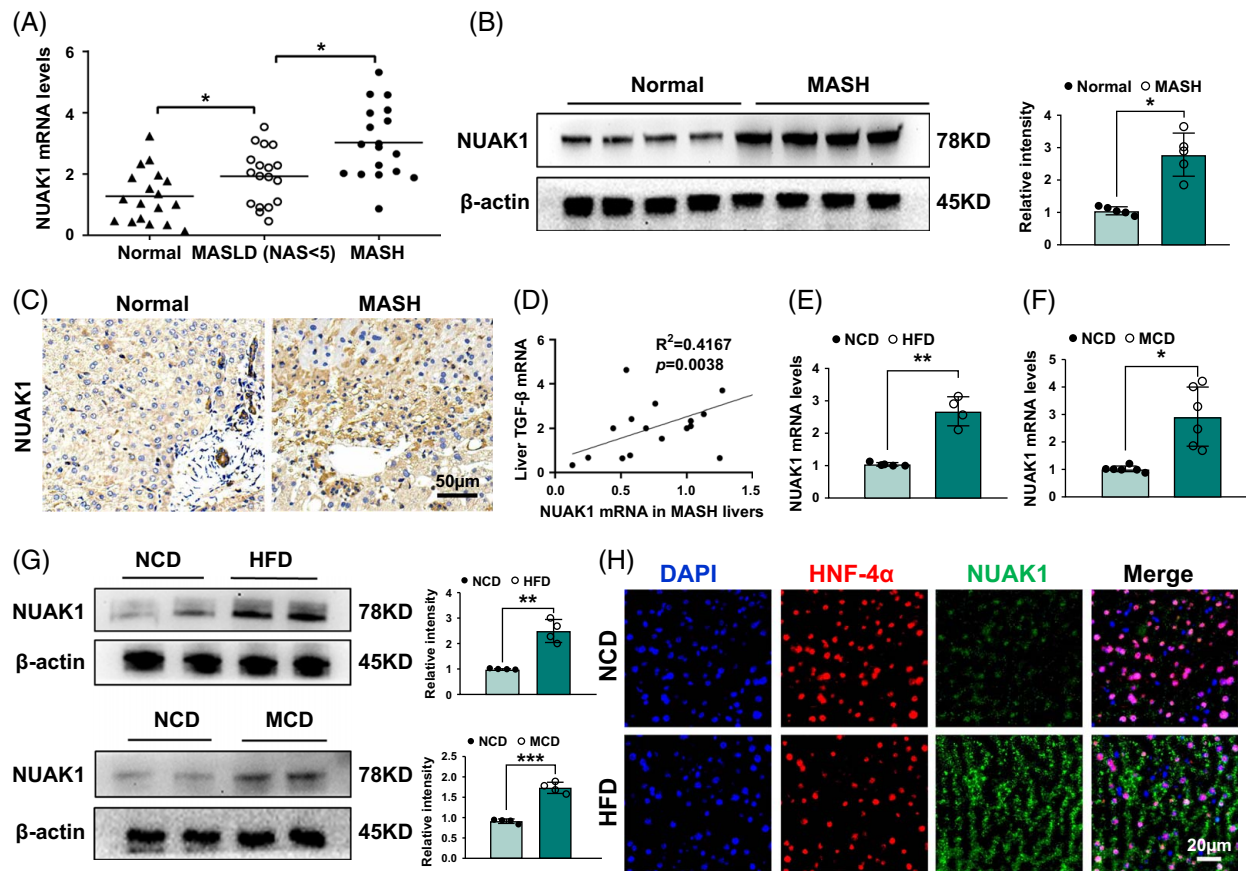 (A)
NUAK1 mRNA levels
6
4
2
0
*
*
Normal MASLD (NAS<5) MASH
(B)
Normal MASH
NUAK1 78KD
β-actin 45KD
Normal MASH
*
Relative intensity
4
3
2
1
0
(C)
Normal MASH
NUAK1
50μm
(D)
R²=0.4167
p=0.0038
Liver TGF-β mRNA
6
4
2
0
0.0 0.5 1.0 1.5
NUAK1 mRNA in MASH livers
(E)
NCD HFD
**
NUAK1 mRNA levels
4
3
2
1
0
(F)
NCD MCD
*
NUAK1 mRNA levels
5
4
3
2
1
0
(G)
NCD HFD
NUAK1 78KD
β-actin 45KD
NCD HFD
**
Relative intensity
4
3
2
1
0
NCD MCD
NUAK1 78KD
β-actin 45KD
NCD MCD
***
Relative intensity
2.5
2.0
1.5
1.0
0.5
0.0
(H)
DAPI HNF-4α NUAK1 Merge
NCD
HFD
20μm